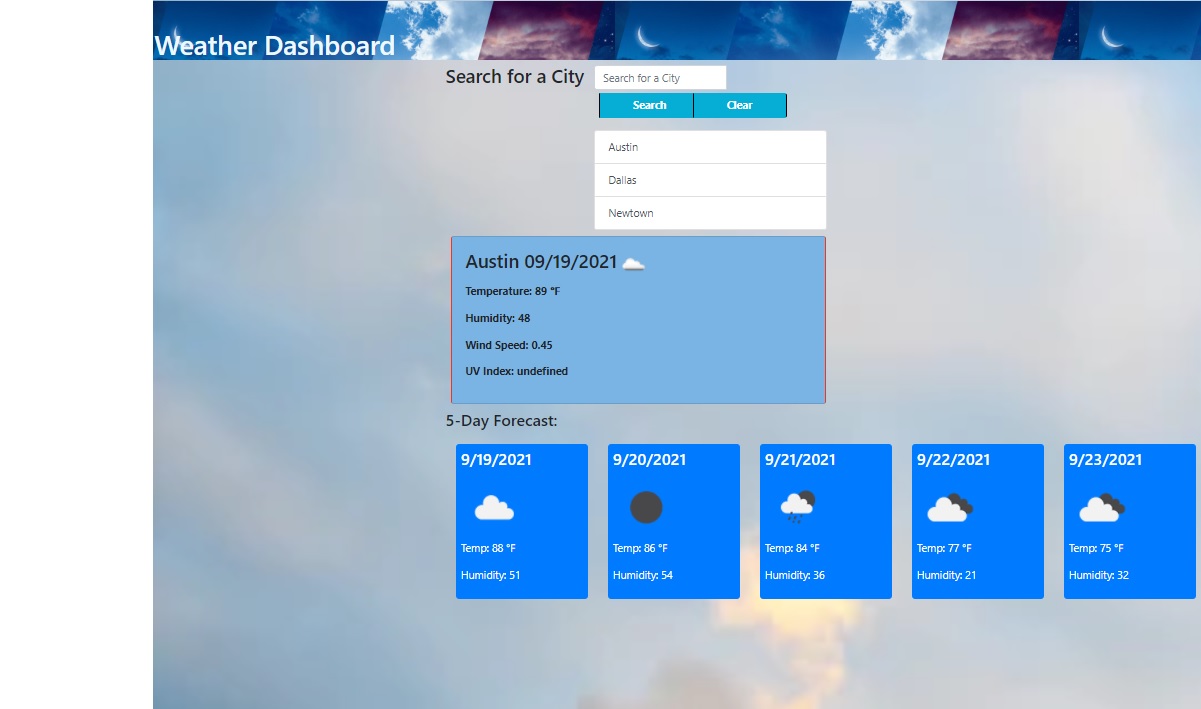 Weather Dashboard
Search for a City Search for a City
Search Clear
Austin
Dallas
Newtown
Austin 09/19/2021
Temperature: 89 °F
Humidity: 48
Wind Speed: 0.45
UV Index: undefined
5-Day Forecast:
9/19/2021 9/20/2021 9/21/2021 9/22/2021 9/23/2021
Temp: 88 °F Temp: 86 °F Temp: 84 °F Temp: 77 °F Temp: 75 °F
Humidity: 51 Humidity: 54 Humidity: 36 Humidity: 21 Humidity: 32